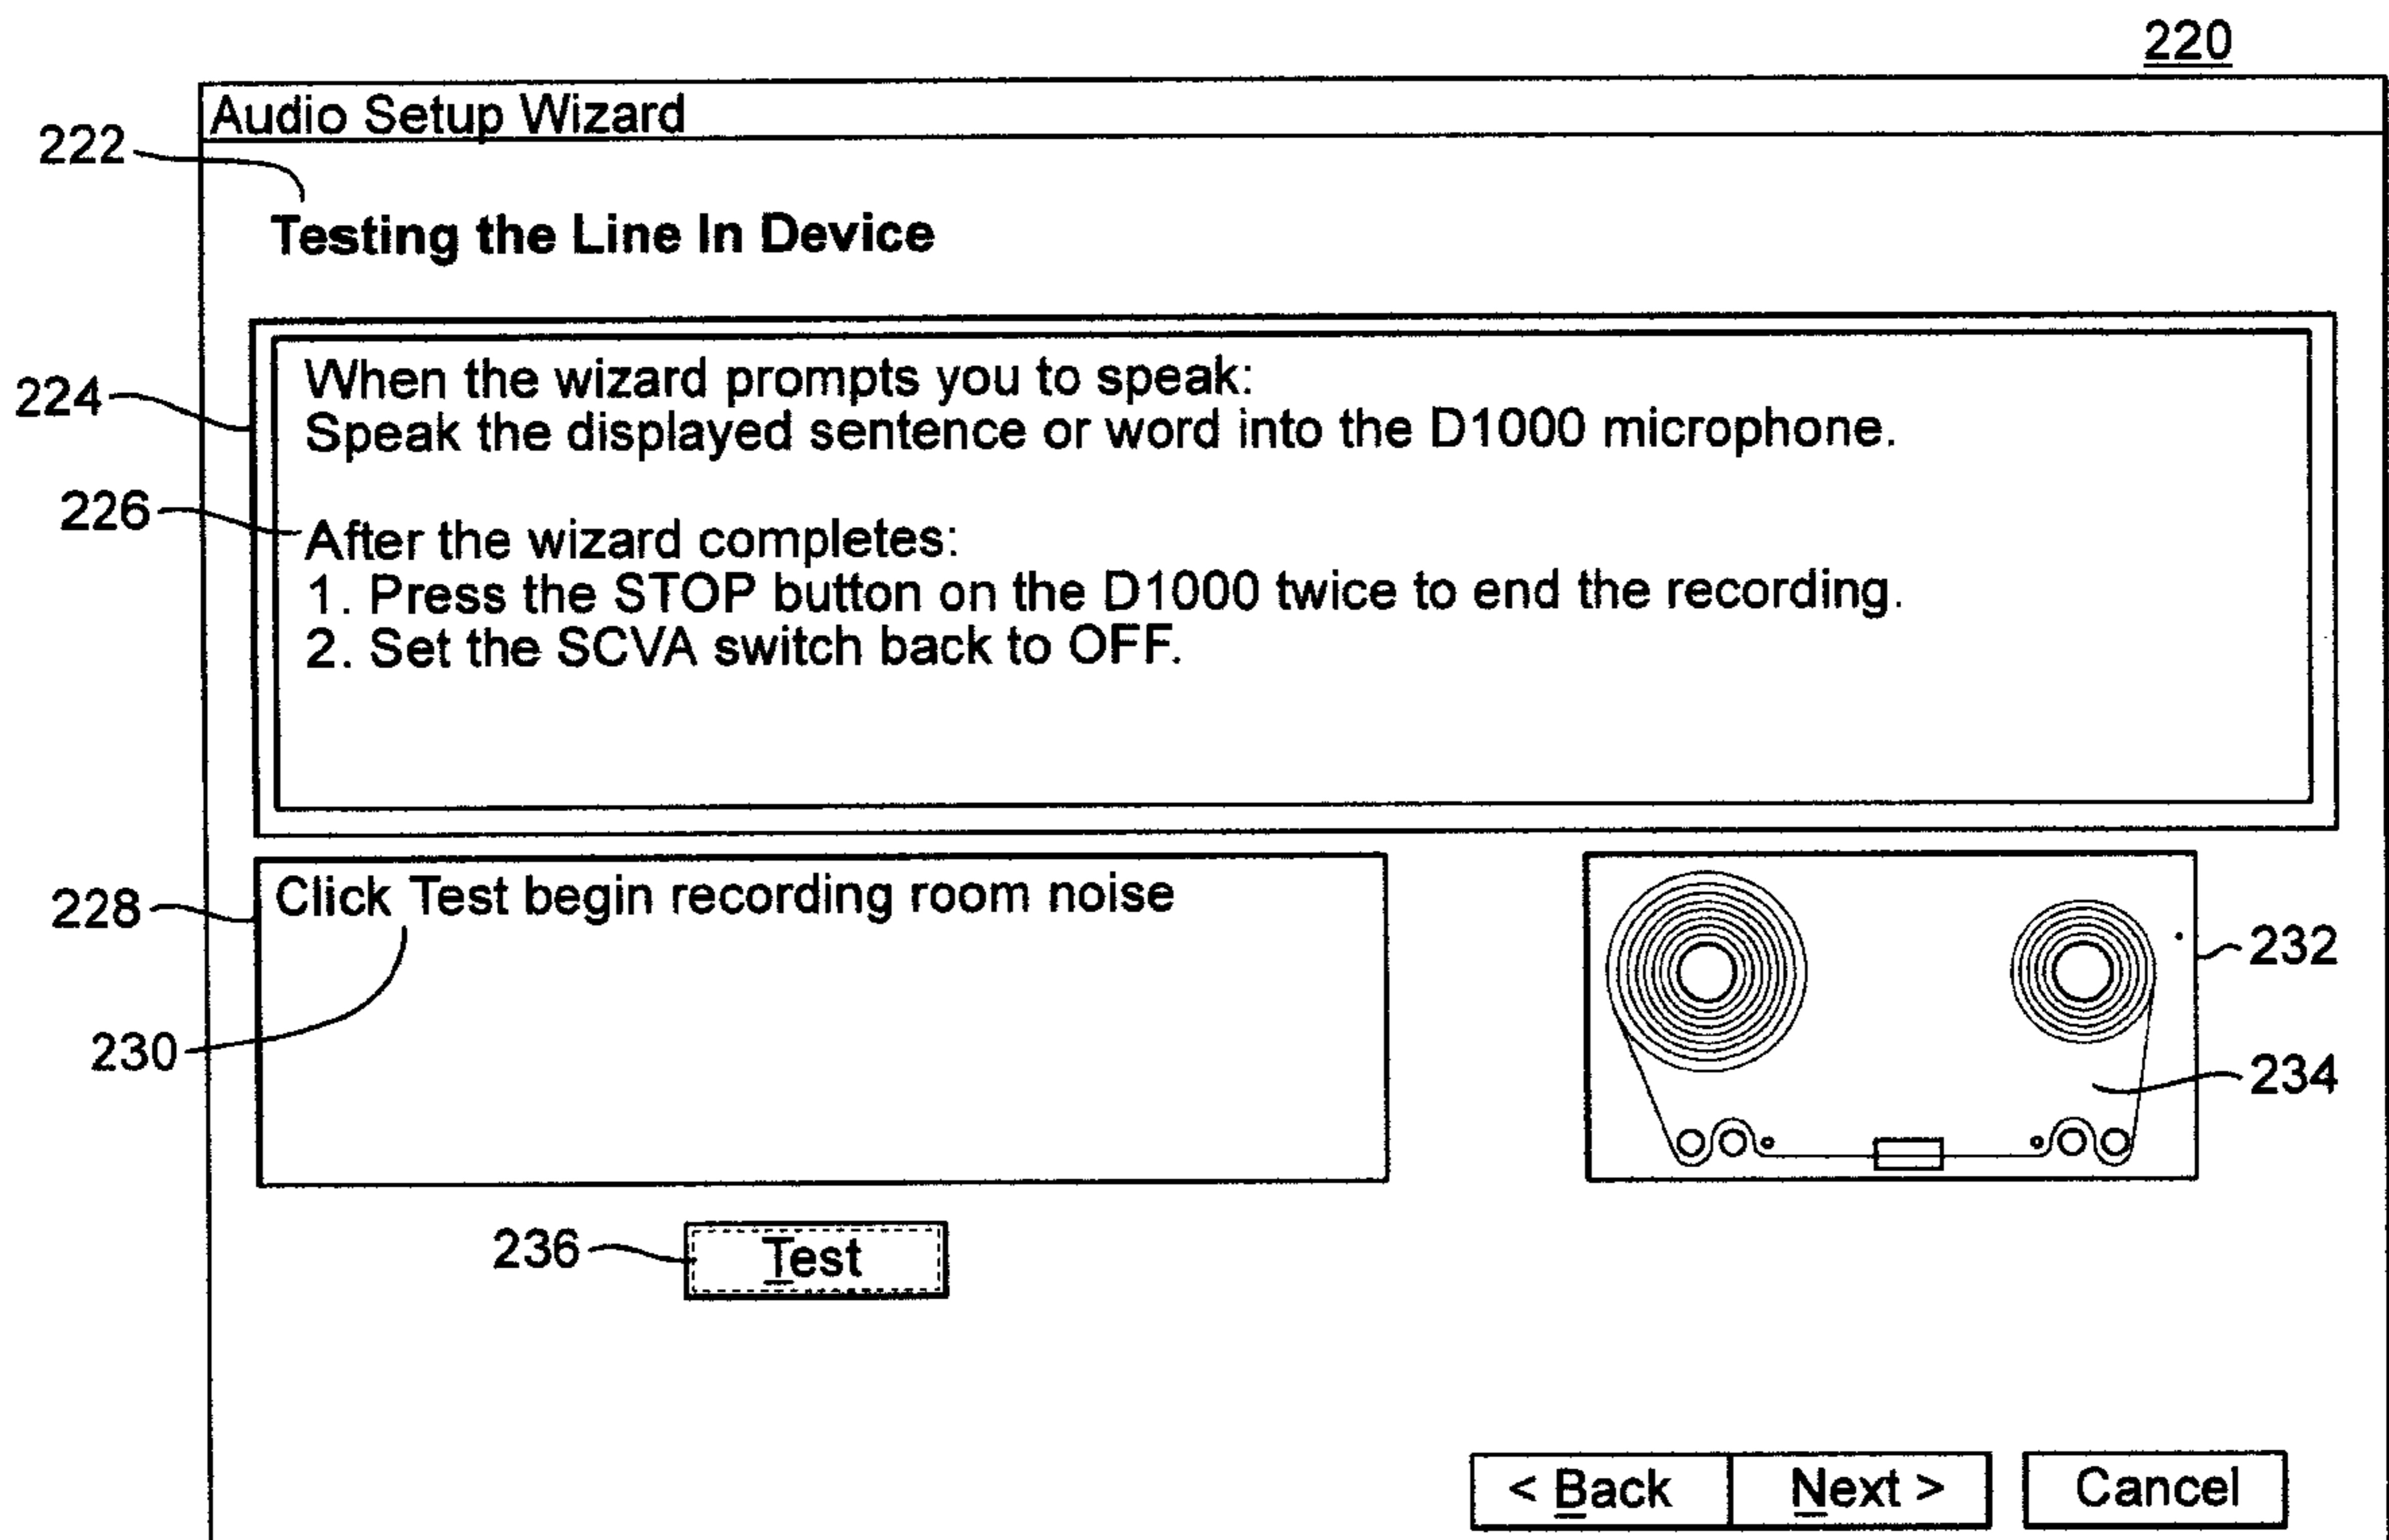 220
Audio Setup Wizard
222
Testing the Line In Device
224
When the wizard prompts you to speak:
Speak the displayed sentence or word into the D1000 microphone.
226
After the wizard completes:
1. Press the STOP button on the D1000 twice to end the recording.
2. Set the SCVA switch back to OFF.
228
Click Test begin recording room noise
230
232
234
236
Test
< Back
Next >
Cancel